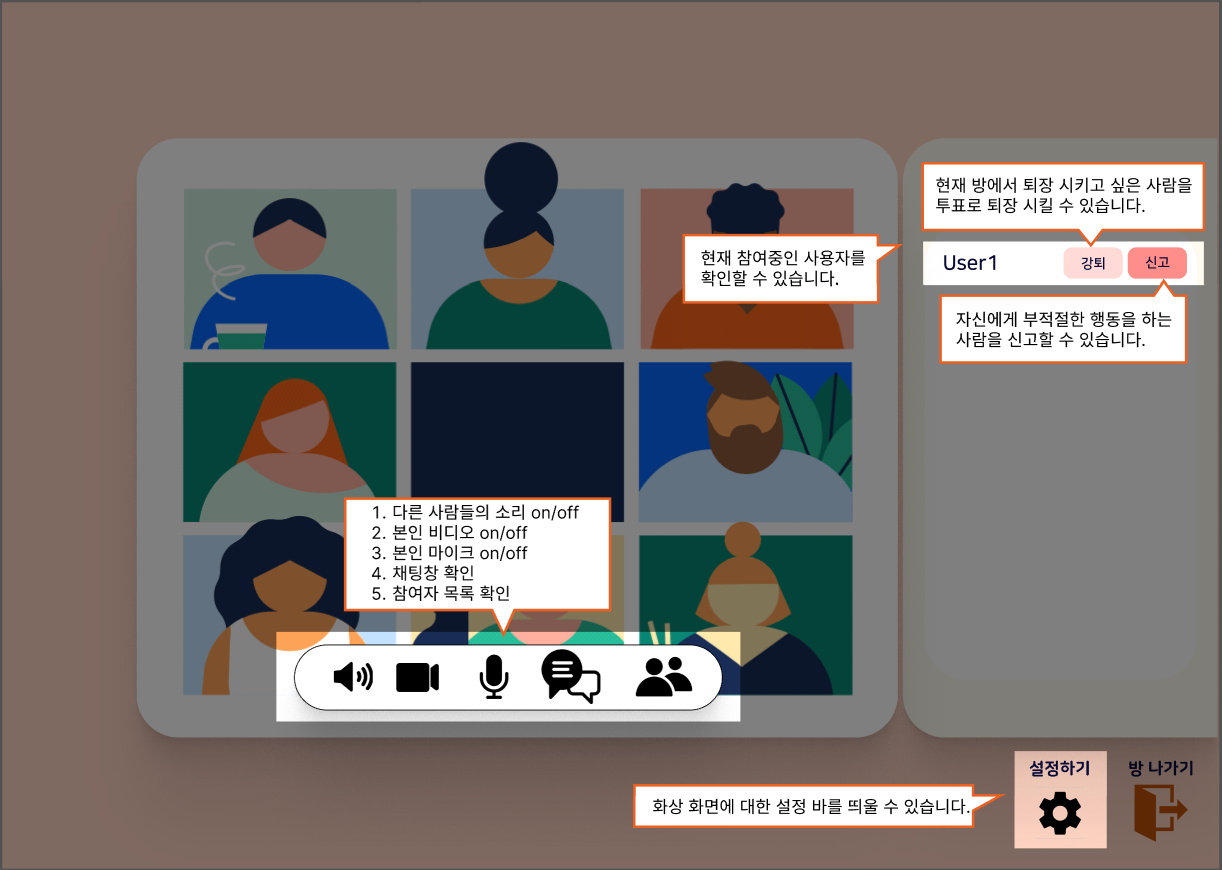 현재 방에서 퇴장 시키고 싶은 사람을
투표로 퇴장 시킬 수 있습니다.
현재 참여중인 사용자를
확인할 수 있습니다.
User1 강퇴 신고
자신에게 부적절한 행동을 하는
사람을 신고할 수 있습니다.
1. 다른 사람들의 소리 on/off
2. 본인 비디오 on/off
3. 본인 마이크 on/off
4. 채팅창 확인
5. 참여자 목록 확인
설정하기 방 나가기
화상 화면에 대한 설정 바를 띄울 수 있습니다.